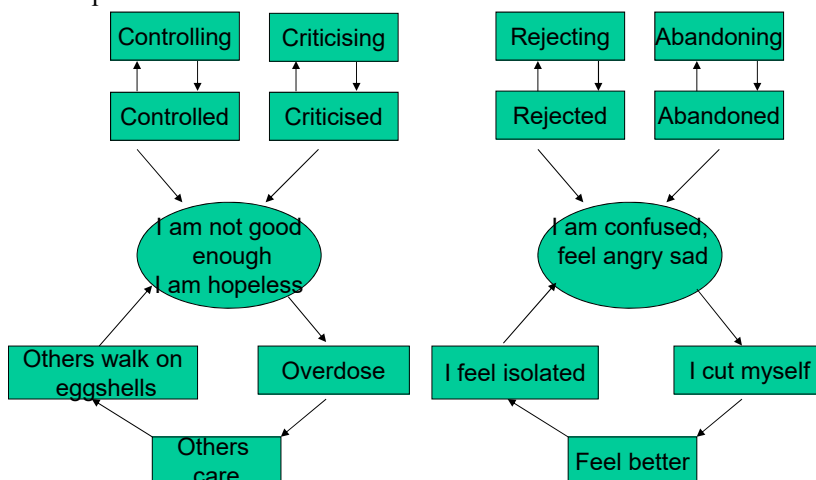 Controlling
Criticising
Rejecting
Abandoning
Controlled
Criticised
Rejected
Abandoned
I am not good
enough
I am hopeless
I am confused,
feel angry sad
Others walk on
eggshells
Overdose
I feel isolated
I cut myself
Others
care
Feel better